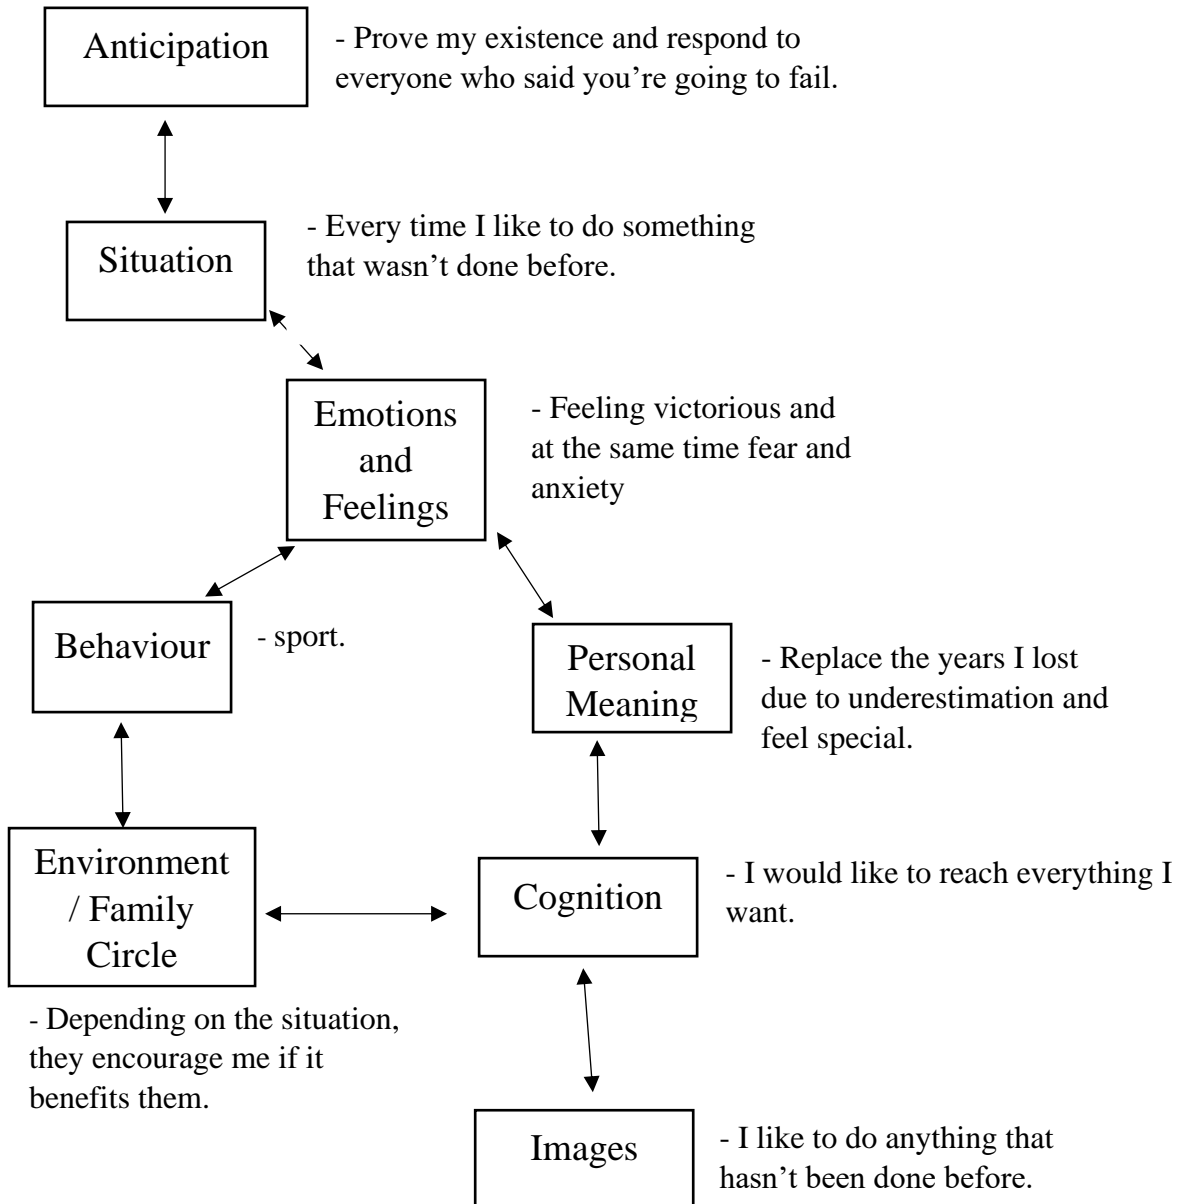 Anticipation
- Prove my existence and respond to
everyone who said you’re going to fail.
Situation
- Every time I like to do something
that wasn’t done before.
Emotions
and
Feelings
- Feeling victorious and
at the same time fear and
anxiety
Behaviour
- sport.
Personal
Meaning
- Replace the years I lost
due to underestimation and
feel special.
Environment
/ Family
Circle
- Depending on the situation,
they encourage me if it
benefits them.
Cognition
- I would like to reach everything I
want.
Images
- I like to do anything that
hasn’t been done before.